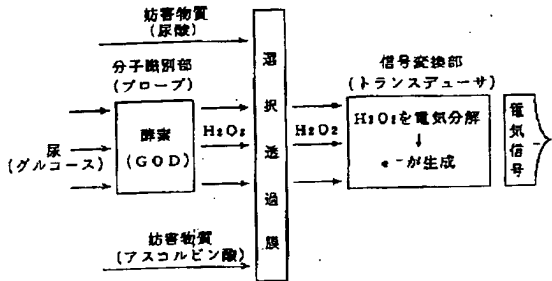 妨害物質
(尿酸)
分子識別部
(プローブ)
尿
(グルコース)
酵素
(GOD)
H₂O₂
選択透過膜
H₂O₂
信号変換部
(トランスデューサ)
H₂O₂を電気分解
↓
e⁻が生成
電気信号
妨害物質
(アスコルビン酸)